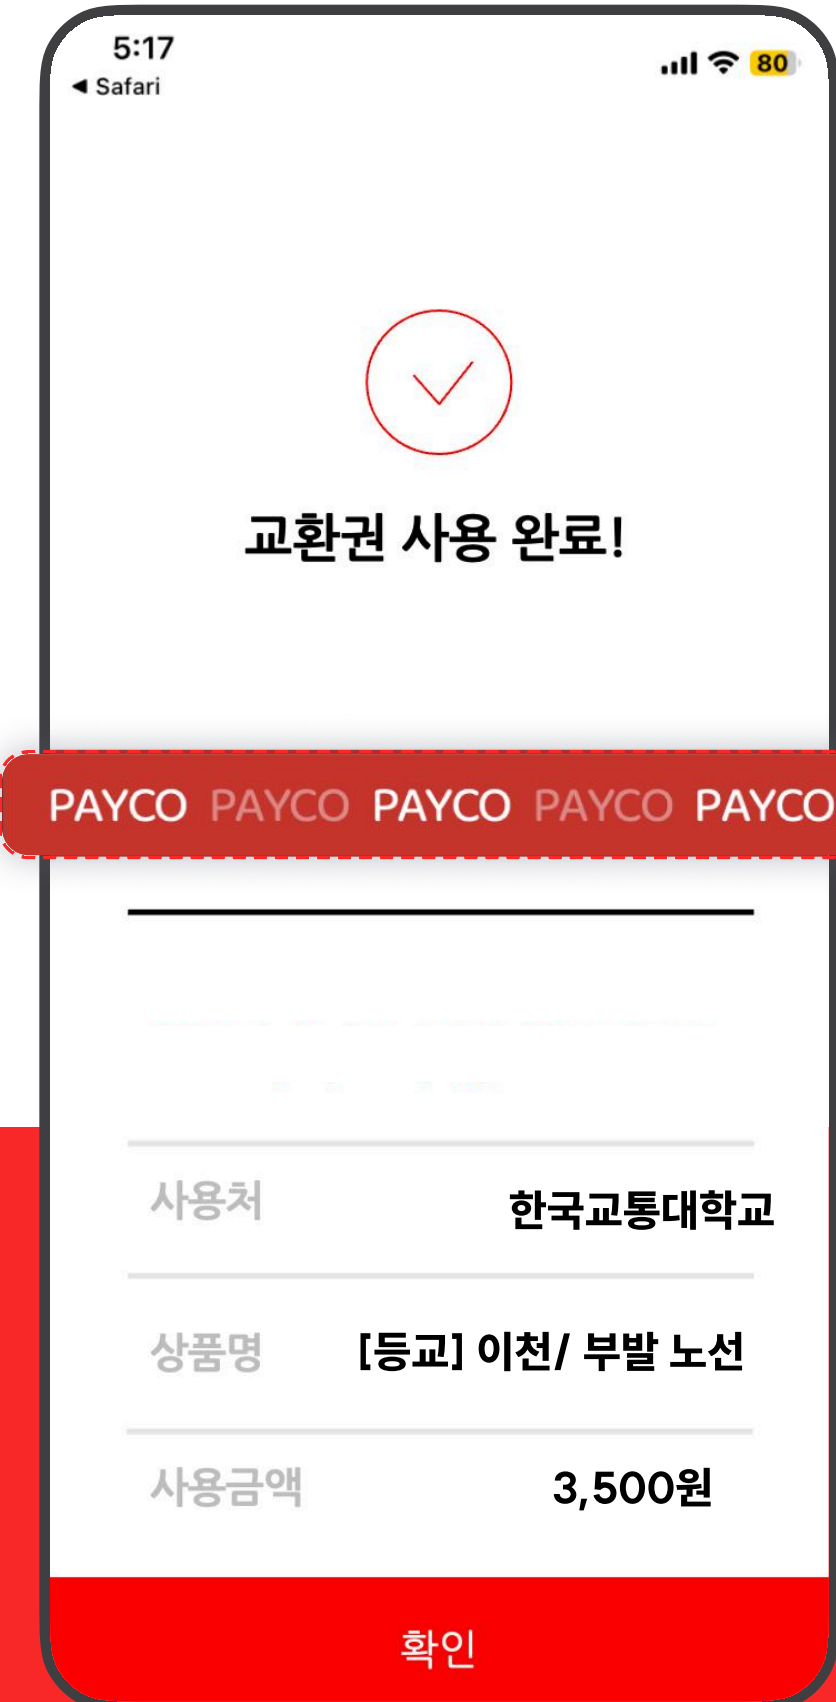 5:17
80
◀ Safari
교환권 사용 완료!
PAYCO PAYCO PAYCO PAYCO PAYCO
사용처 한국교통대학교
상품명 [등교] 이천/ 부발 노선
사용금액 3,500원
확인